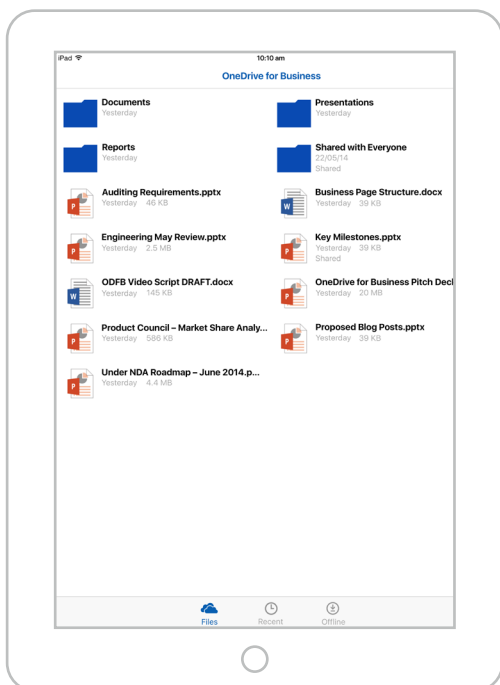 iPad 10:10 am
OneDrive for Business
Documents
Yesterday
Presentations
Yesterday
Reports
Yesterday
Shared with Everyone
22/05/14
Shared
Auditing Requirements.pptx
Yesterday 46 KB
Business Page Structure.docx
Yesterday 39 KB
Engineering May Review.pptx
Yesterday 2.5 MB
Key Milestones.pptx
Yesterday 39 KB
Shared
ODFB Video Script DRAFT.docx
Yesterday 145 KB
OneDrive for Business Pitch Decl
Yesterday 20 MB
Product Council – Market Share Analy...
Yesterday 586 KB
Proposed Blog Posts.pptx
Yesterday 39 KB
Under NDA Roadmap – June 2014.p...
Yesterday 4.4 MB
Files Recent Offline